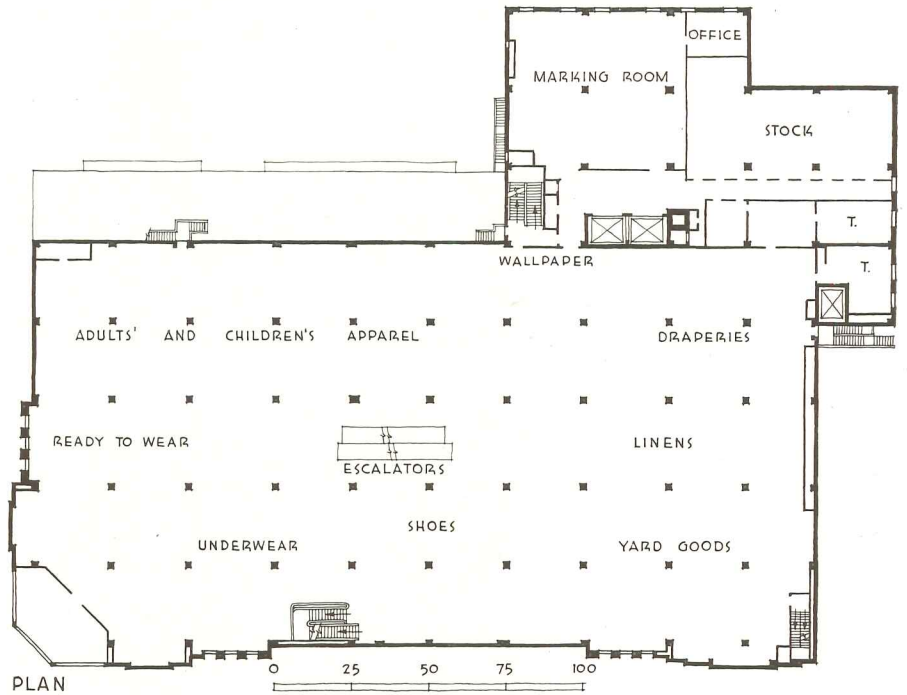 OFFICE
MARKING ROOM
STOCK
T.
WALLPAPER
T.
ADULTS' AND CHILDREN'S APPAREL
DRAPERIES
READY TO WEAR
LINENS
ESCALATORS
SHOES
UNDERWEAR
YARD GOODS
PLAN
0 25 50 75 100